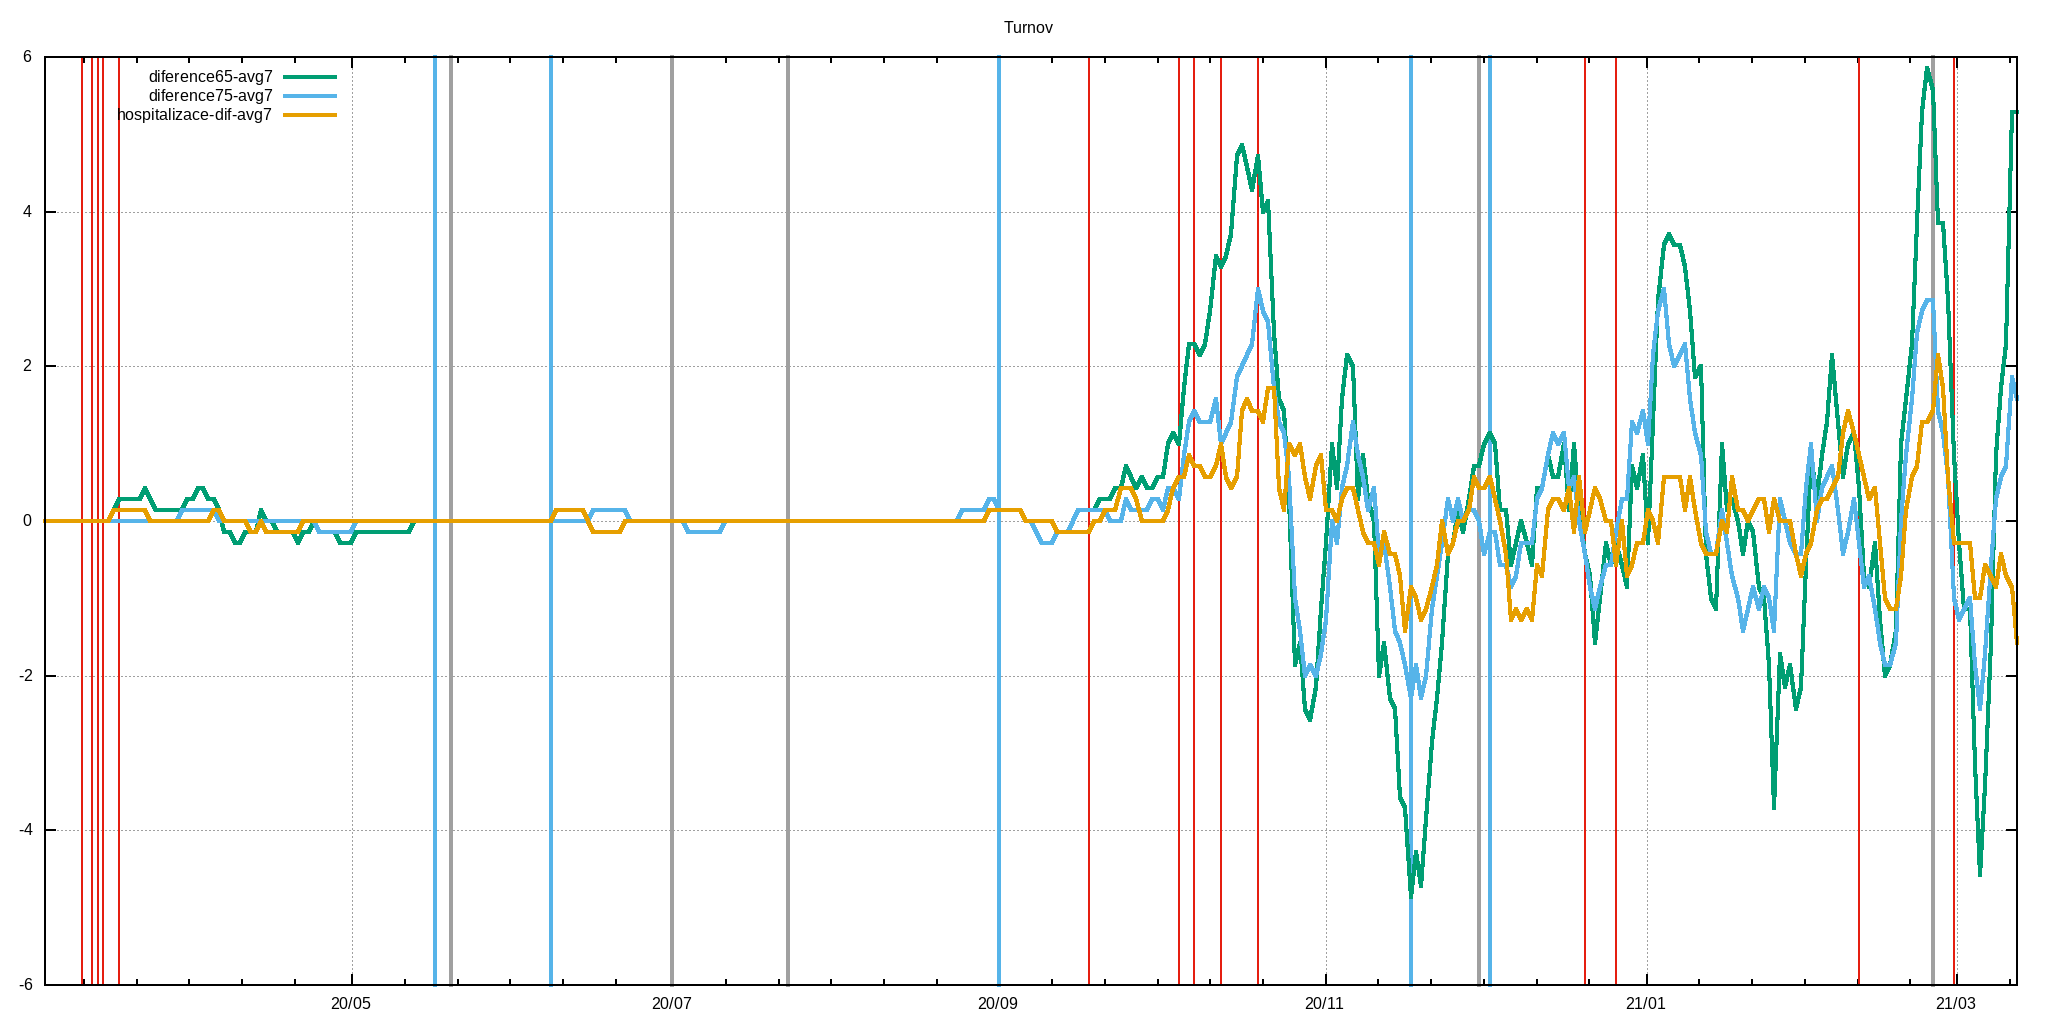 Turnov
diference65-avg7
diference75-avg7
hospitalizace-dif-avg7
6
4
2
0
-2
-4
-6
20/05 20/07 20/09 20/11 21/01 21/03